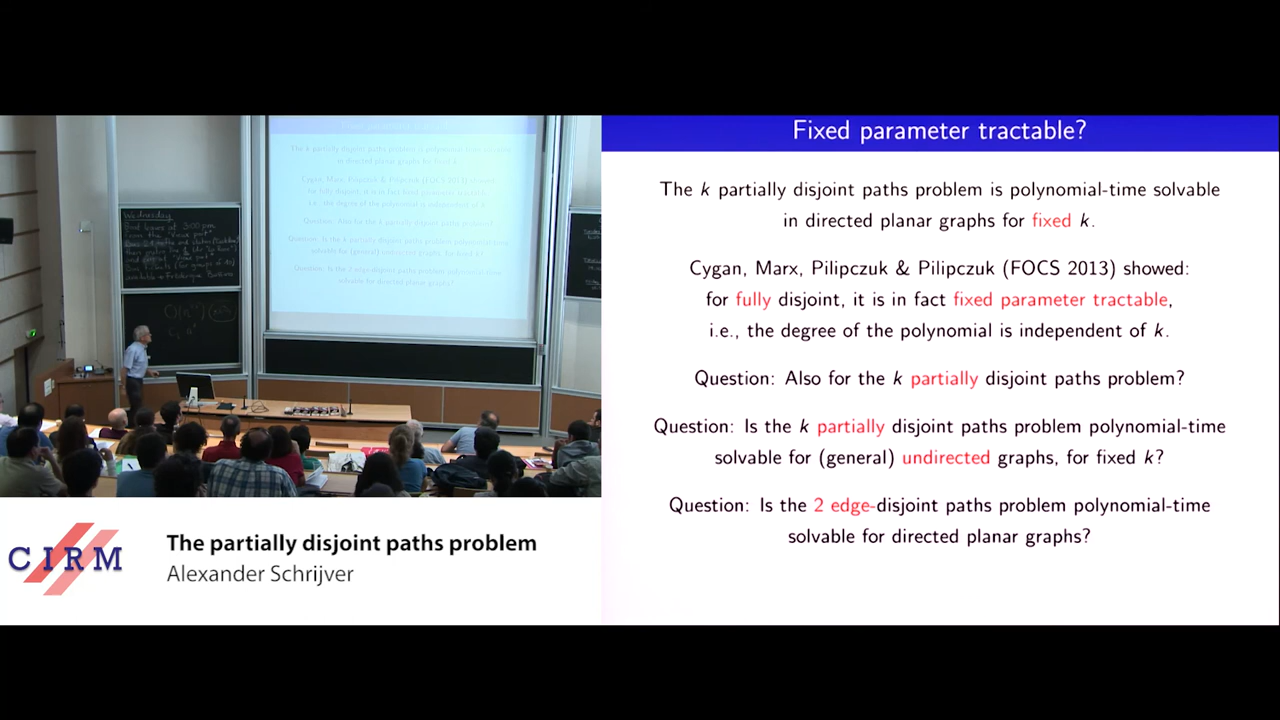 Fixed parameter tractable?
The k partially disjoint paths problem is polynomial-time solvable
in directed planar graphs for fixed k.
Cygan, Marx, Pilipczuk & Pilipczuk (FOCS 2013) showed:
for fully disjoint, it is in fact fixed parameter tractable,
i.e., the degree of the polynomial is independent of k.
Question: Also for the k partially disjoint paths problem?
Question: Is the k partially disjoint paths problem polynomial-time
solvable for (general) undirected graphs, for fixed k?
Question: Is the 2 edge-disjoint paths problem polynomial-time
solvable for directed planar graphs?
Wednesday
CIRM
The partially disjoint paths problem
Alexander Schrijver